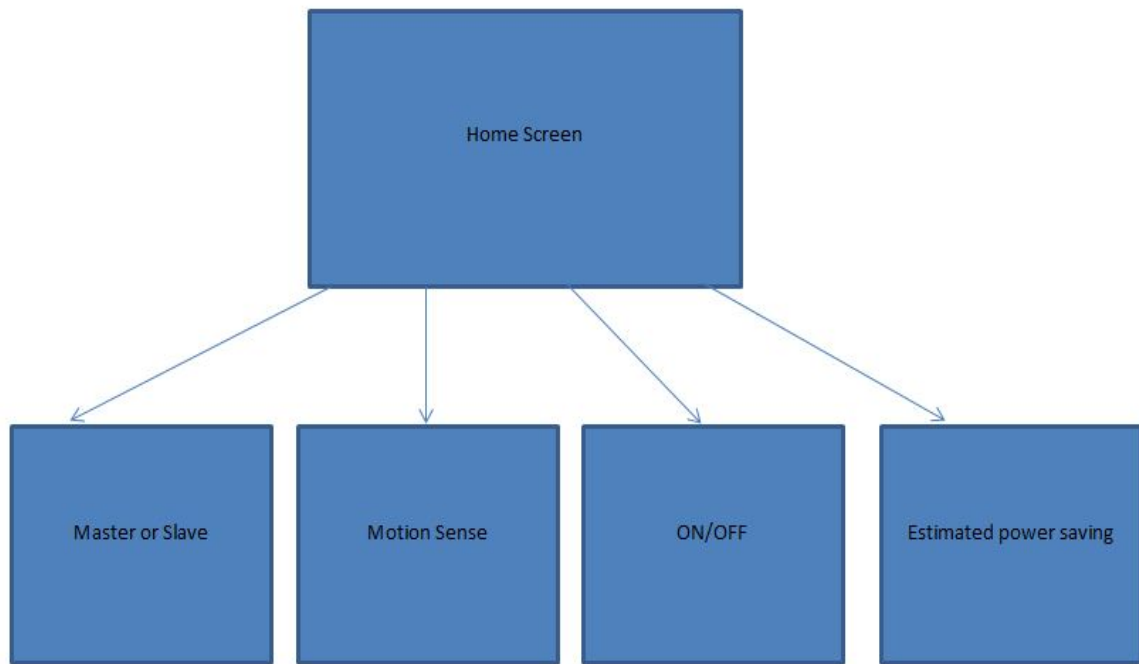 Home Screen
Master or Slave
Motion Sense
ON/OFF
Estimated power saving